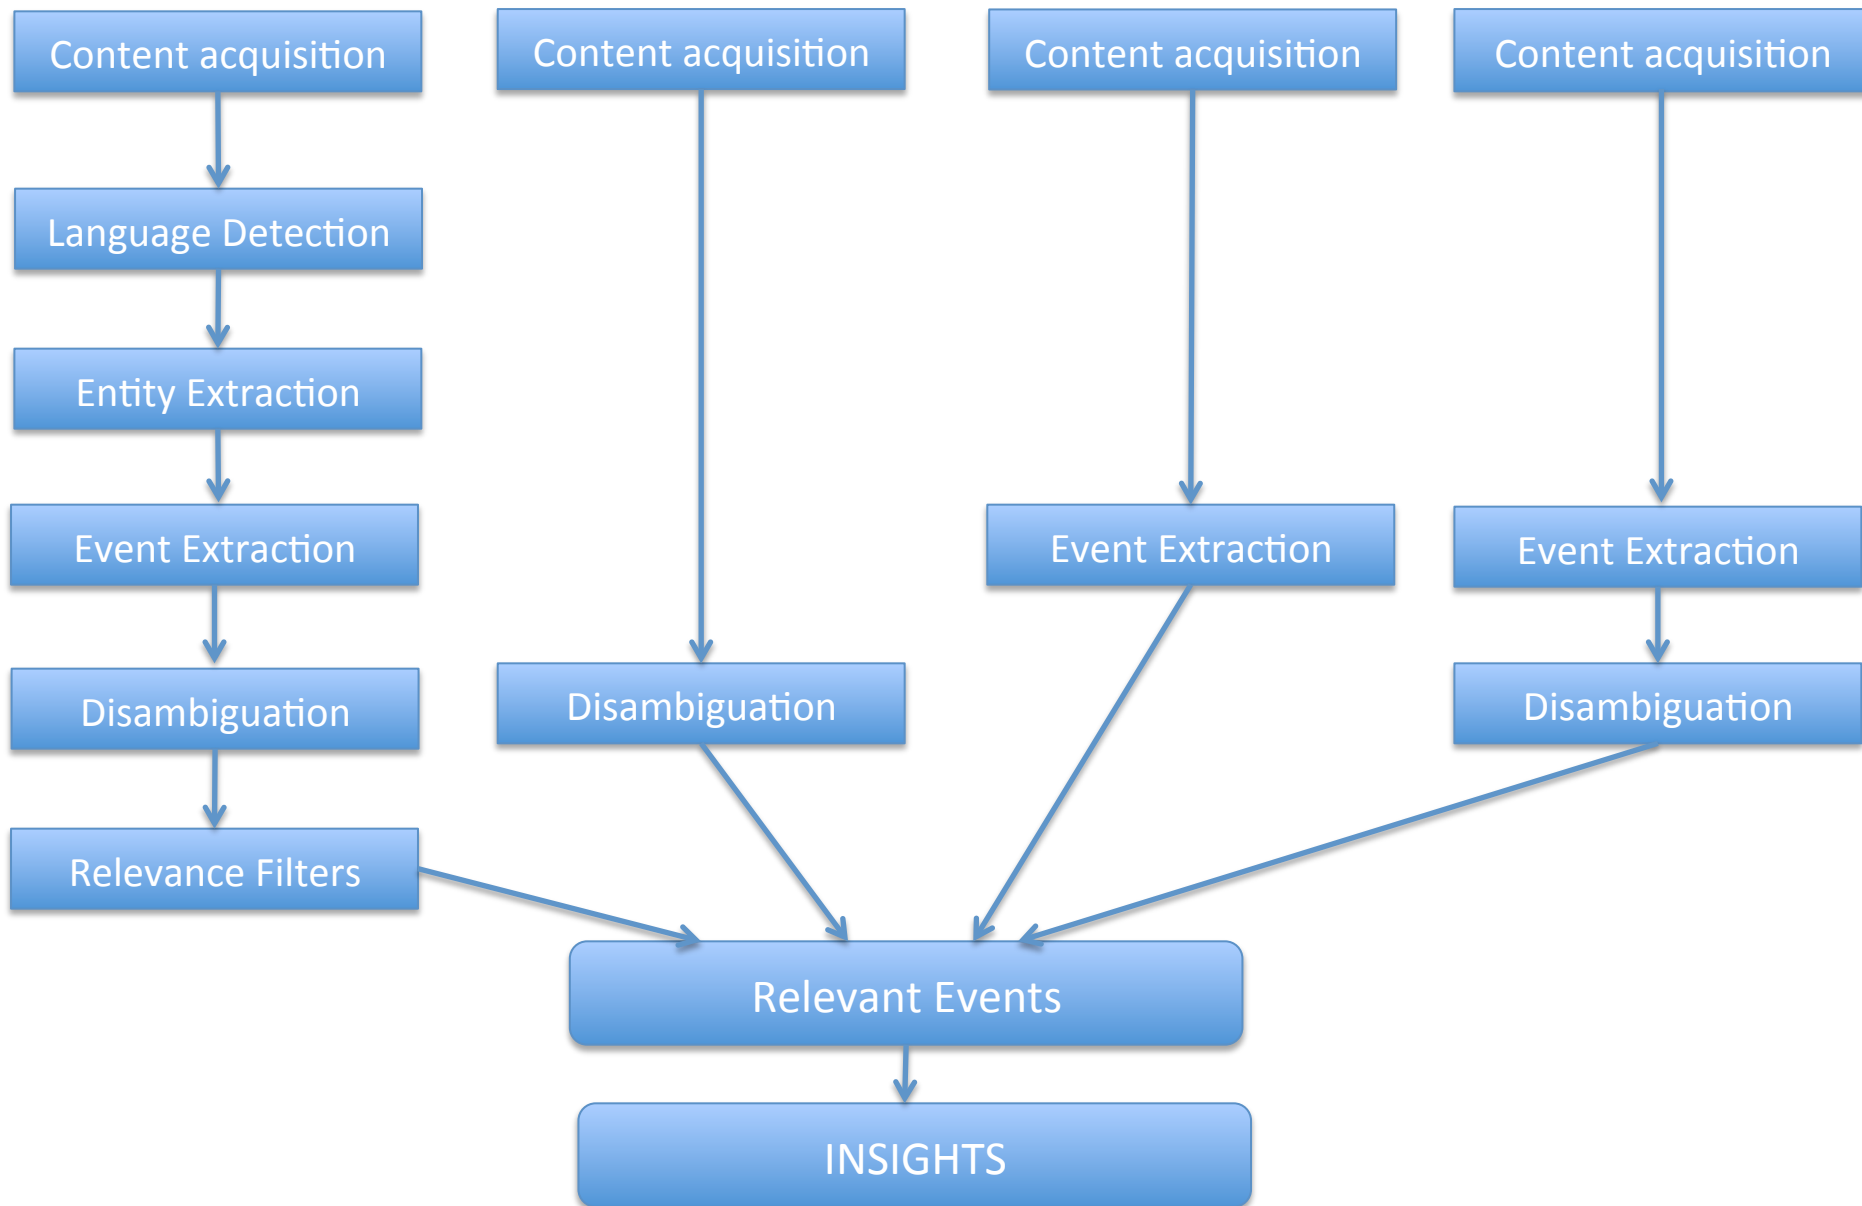 Content acquisition
Content acquisition
Content acquisition
Content acquisition
Language Detection
Entity Extraction
Event Extraction
Event Extraction
Event Extraction
Disambiguation
Disambiguation
Disambiguation
Relevance Filters
Relevant Events
INSIGHTS